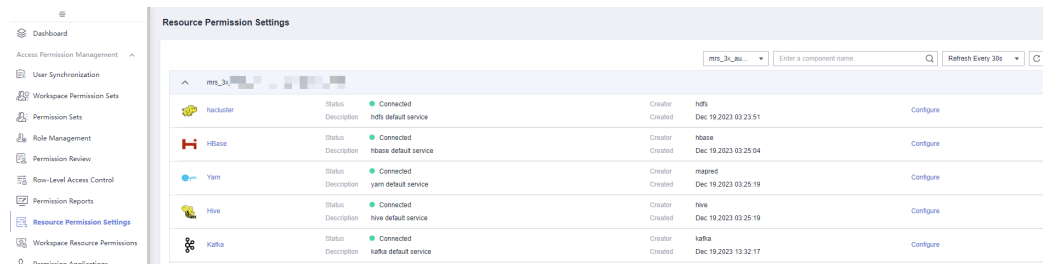 Resource Permission Settings
Dashboard
Access Permission Management
User Synchronization
Workspace Permission Sets
Permission Sets
Role Management
Permission Review
Row-Level Access Control
Permission Reports
Resource Permission Settings
Workspace Resource Permissions
Permission Applications
mrs_3x_au... Enter a component name. Refresh Every 30s
mrs_3x
hacluster Status Connected Creator hdfs Configure
Description hdfs default service Created Dec 19,2023 03:23:51
HBase Status Connected Creator hbase Configure
Description hbase default service Created Dec 19,2023 03:25:04
Yarn Status Connected Creator mapred Configure
Description yarn default service Created Dec 19,2023 03:25:19
Hive Status Connected Creator hive Configure
Description hive default service Created Dec 19,2023 03:25:19
Kafka Status Connected Creator kafka Configure
Description kafka default service Created Dec 19,2023 13:32:17